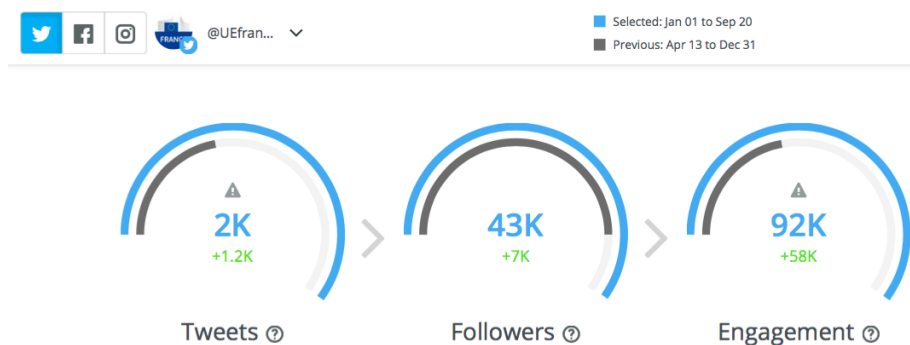 @UEfran...
Selected: Jan 01 to Sep 20
Previous: Apr 13 to Dec 31
FRANCE
2K
+1.2K
43K
+7K
92K
+58K
Tweets
Followers
Engagement